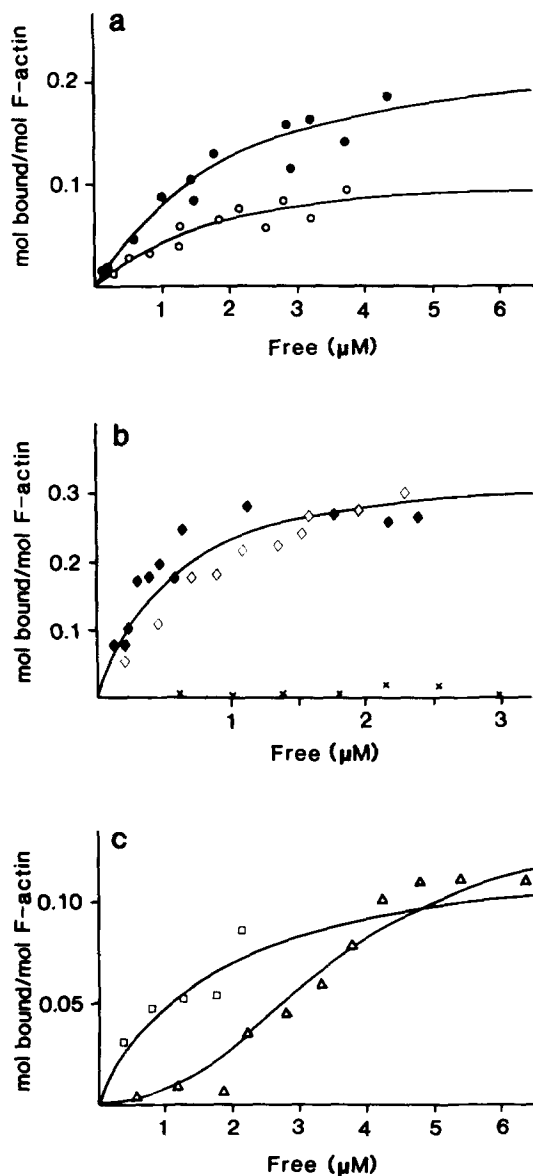 a
mol bound/mol F-actin
0.2
0.1
1 2 3 4 5 6
Free (µM)
b
mol bound/mol F-actin
0.3
0.2
0.1
1 2 3
Free (µM)
c
mol bound/mol F-actin
0.10
0.05
1 2 3 4 5 6
Free (µM)